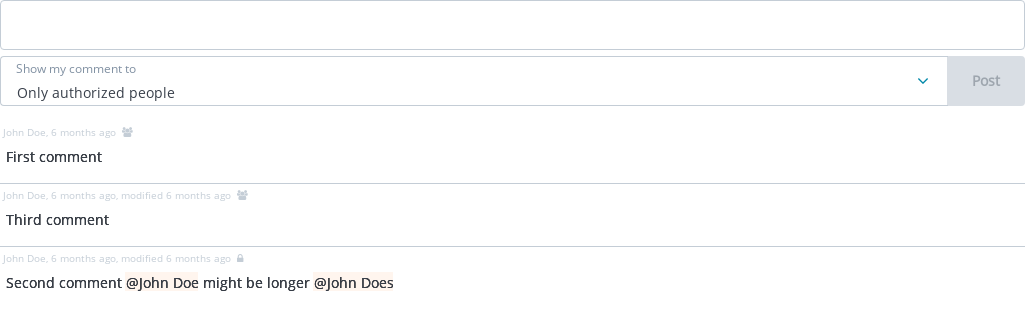 Show my comment to
Only authorized people
Post
John Doe, 6 months ago
First comment
John Doe, 6 months ago, modified 6 months ago
Third comment
John Doe, 6 months ago, modified 6 months ago
Second comment @John Doe might be longer @John Does